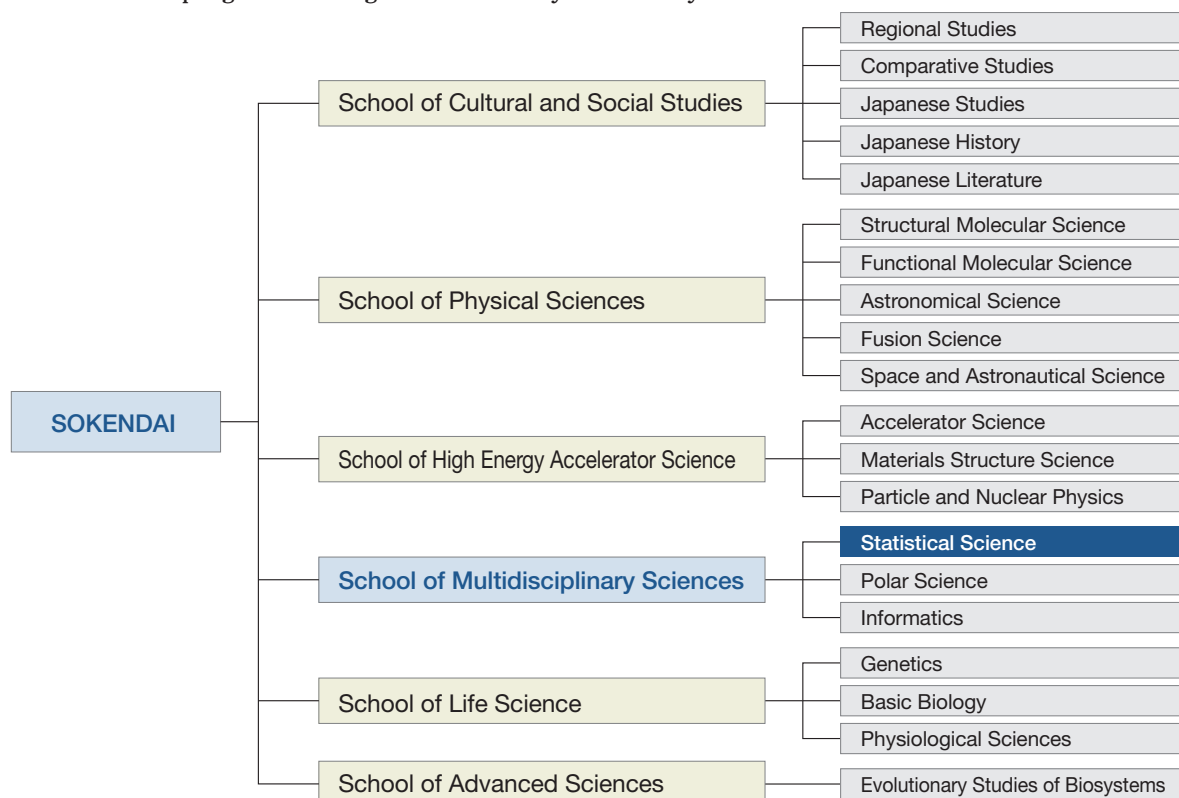 Regional Studies
Comparative Studies
School of Cultural and Social Studies
Japanese Studies
Japanese History
Japanese Literature
Structural Molecular Science
Functional Molecular Science
School of Physical Sciences
Astronomical Science
Fusion Science
Space and Astronautical Science
SOKENDAI
Accelerator Science
School of High Energy Accelerator Science
Materials Structure Science
Particle and Nuclear Physics
Statistical Science
School of Multidisciplinary Sciences
Polar Science
Informatics
Genetics
School of Life Science
Basic Biology
Physiological Sciences
School of Advanced Sciences
Evolutionary Studies of Biosystems